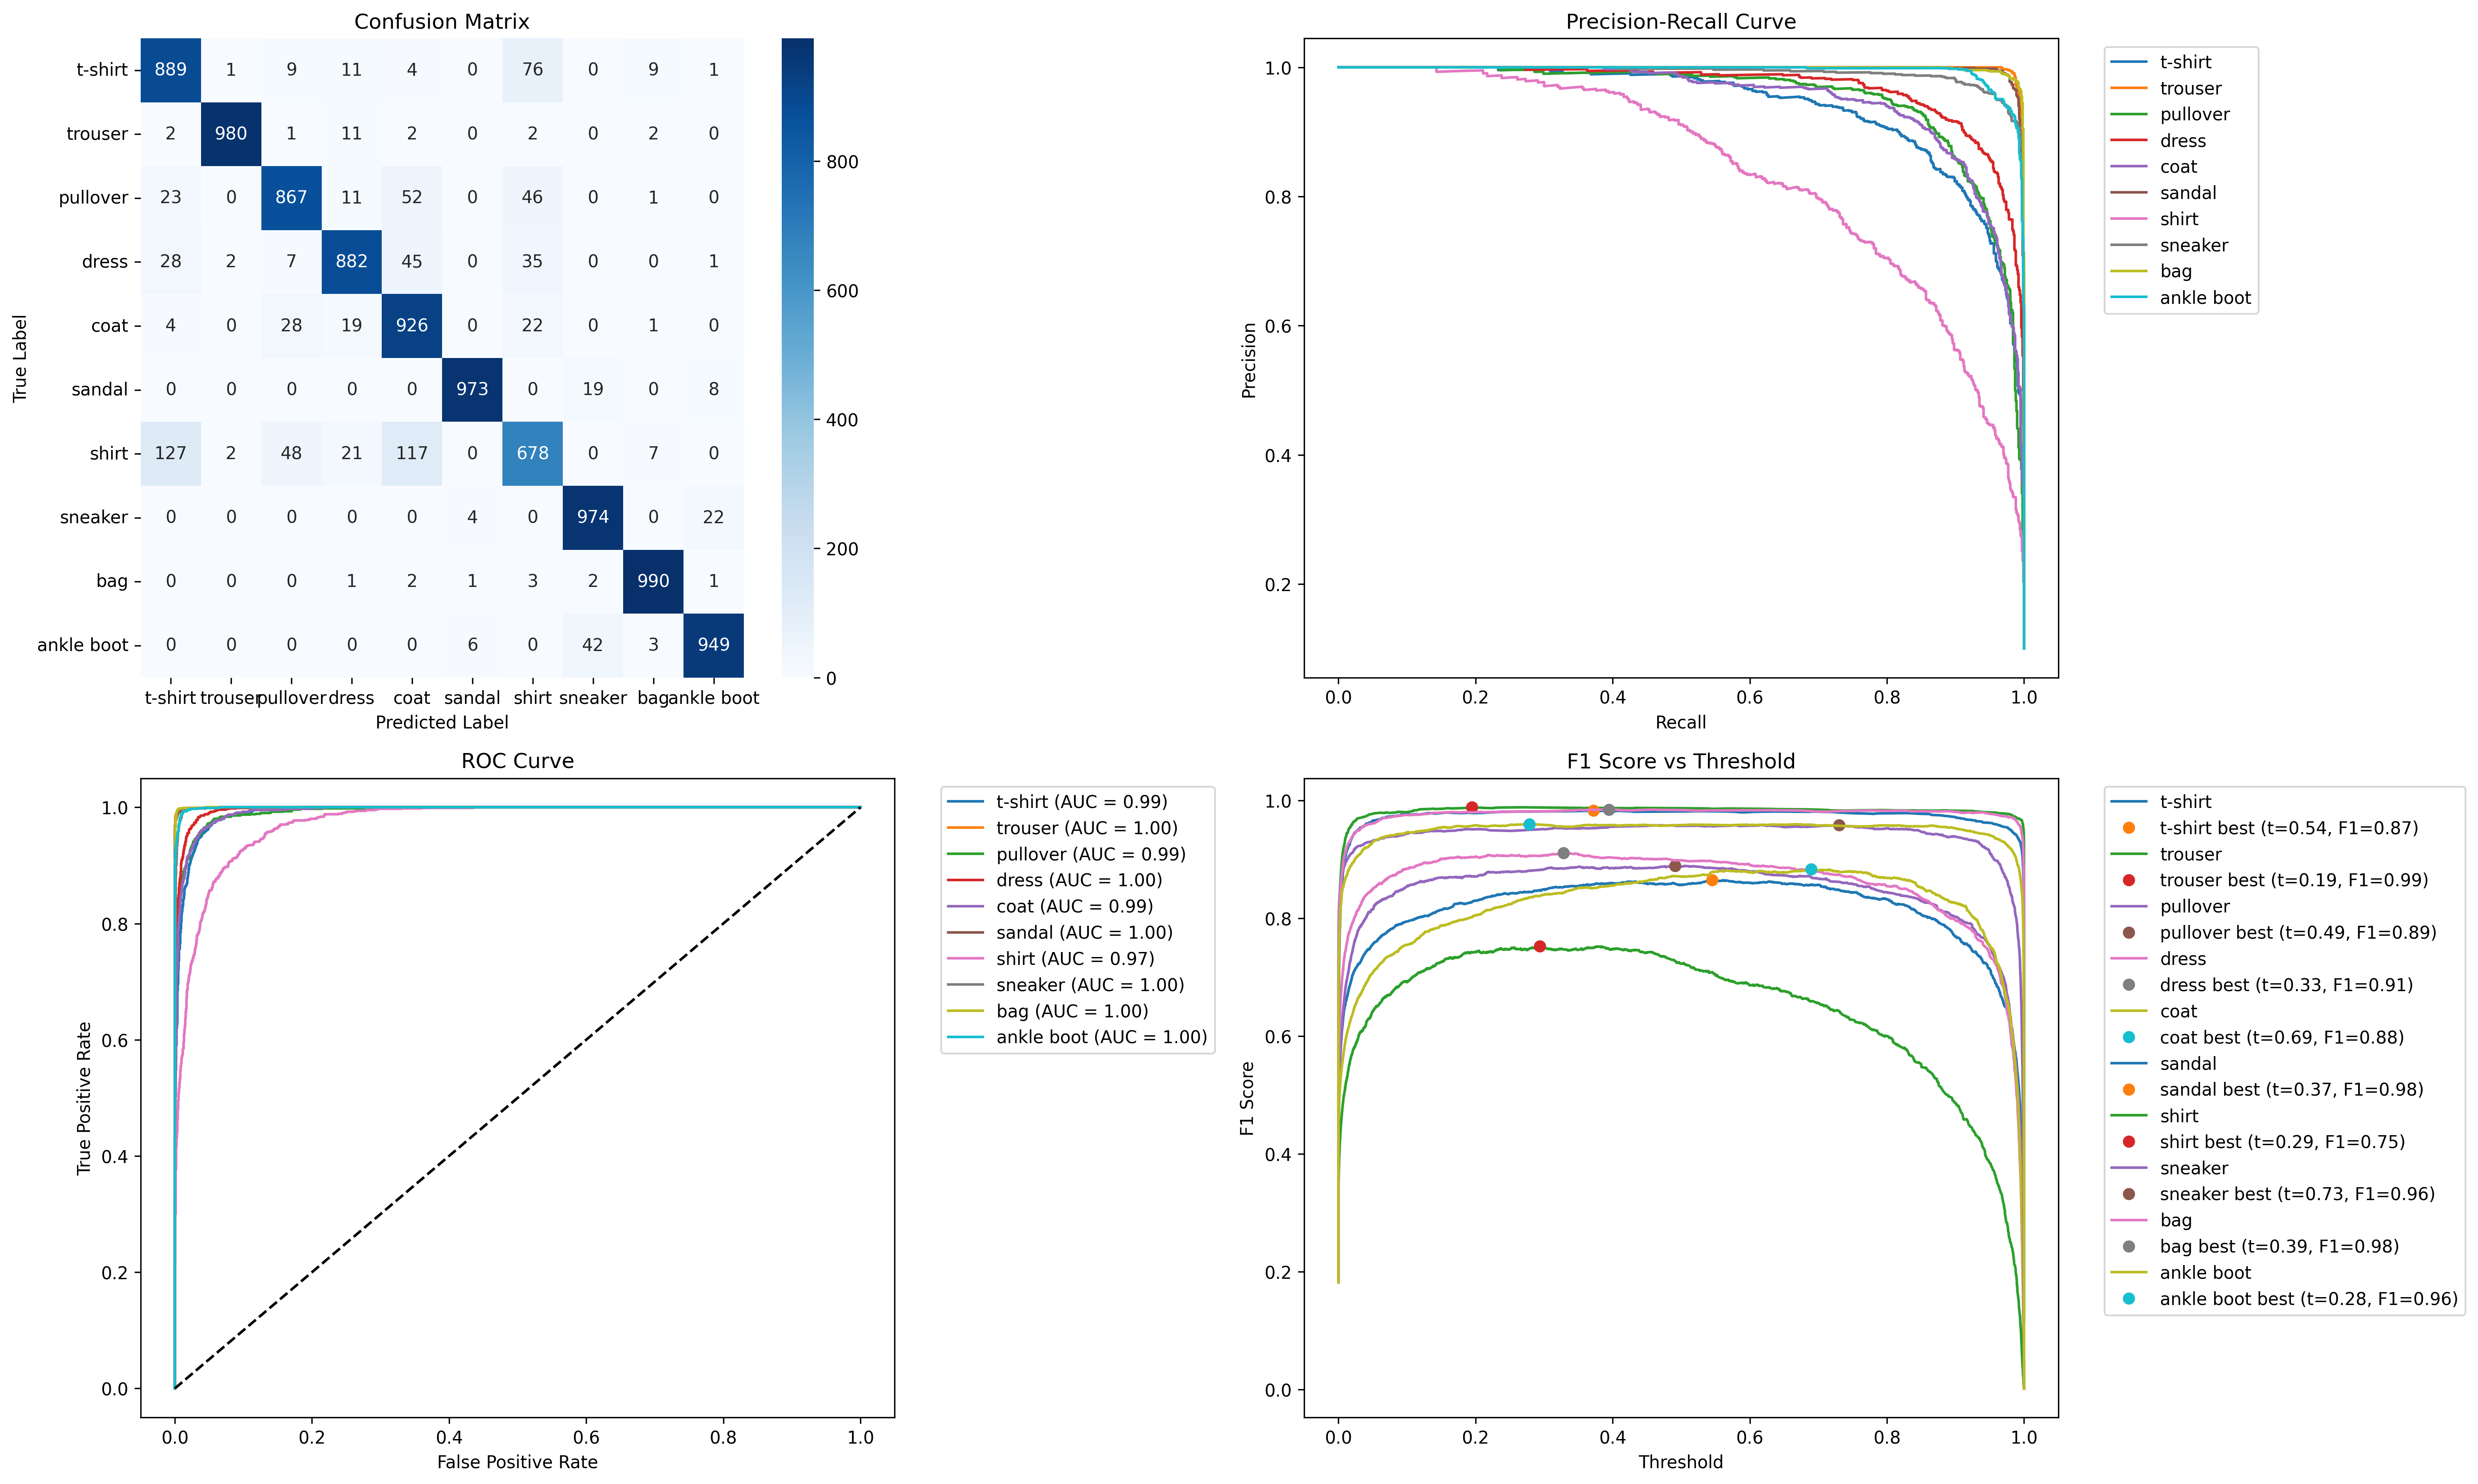 Confusion Matrix
True Label
t-shirt 889 1 9 11 4 0 76 0 9 1
trouser 2 980 1 11 2 0 2 0 2 0
pullover 23 0 867 11 52 0 46 0 1 0
dress 28 2 7 882 45 0 35 0 0 1
coat 4 0 28 19 926 0 22 0 1 0
sandal 0 0 0 0 0 973 0 19 0 8
shirt 127 2 48 21 117 0 678 0 7 0
sneaker 0 0 0 0 0 4 0 974 0 22
bag 0 0 0 1 2 1 3 2 990 1
ankle boot 0 0 0 0 0 6 0 42 3 949
t-shirt trouser pullover dress coat sandal shirt sneaker bag ankle boot
Predicted Label
800
600
400
200
0
Precision-Recall Curve
Precision
1.0
0.8
0.6
0.4
0.2
0.0 0.2 0.4 0.6 0.8 1.0
Recall
t-shirt
trouser
pullover
dress
coat
sandal
shirt
sneaker
bag
ankle boot
ROC Curve
True Positive Rate
1.0
0.8
0.6
0.4
0.2
0.0
0.0 0.2 0.4 0.6 0.8 1.0
False Positive Rate
t-shirt (AUC = 0.99)
trouser (AUC = 1.00)
pullover (AUC = 0.99)
dress (AUC = 1.00)
coat (AUC = 0.99)
sandal (AUC = 1.00)
shirt (AUC = 0.97)
sneaker (AUC = 1.00)
bag (AUC = 1.00)
ankle boot (AUC = 1.00)
F1 Score vs Threshold
F1 Score
1.0
0.8
0.6
0.4
0.2
0.0
0.0 0.2 0.4 0.6 0.8 1.0
Threshold
t-shirt
t-shirt best (t=0.54, F1=0.87)
trouser
trouser best (t=0.19, F1=0.99)
pullover
pullover best (t=0.49, F1=0.89)
dress
dress best (t=0.33, F1=0.91)
coat
coat best (t=0.69, F1=0.88)
sandal
sandal best (t=0.37, F1=0.98)
shirt
shirt best (t=0.29, F1=0.75)
sneaker
sneaker best (t=0.73, F1=0.96)
bag
bag best (t=0.39, F1=0.98)
ankle boot
ankle boot best (t=0.28, F1=0.96)